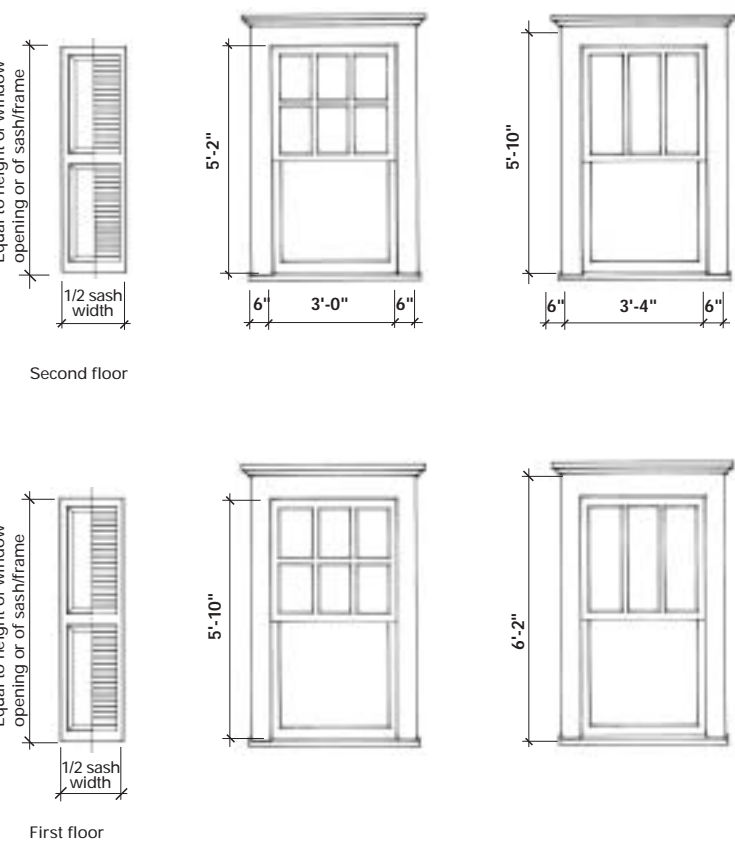 Equal to height of window
opening or of sash/frame
5'-2"
5'-10"
1/2 sash
width
6"
3'-0"
6"
6"
3'-4"
6"
Second floor
Equal to height of window
opening or of sash/frame
5'-10"
6'-2"
1/2 sash
width
First floor